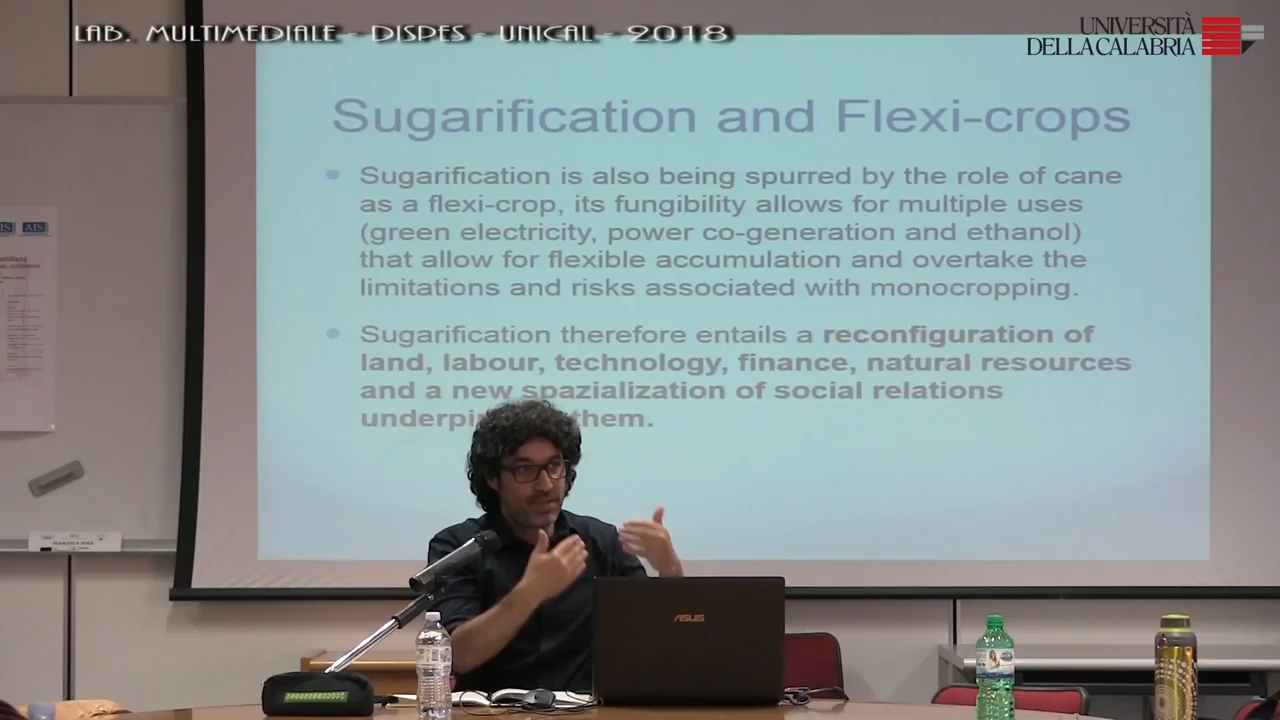 LAB. MULTIMEDIALE - DISPES - UNICAL - 2018
UNIVERSITÀ
DELLA CALABRIA
Sugarification and Flexi-crops
Sugarification is also being spurred by the role of cane
as a flexi-crop, its fungibility allows for multiple uses
(green electricity, power co-generation and ethanol)
that allow for flexible accumulation and overtake the
limitations and risks associated with monocropping.
Sugarification therefore entails a reconfiguration of
land, labour, technology, finance, natural resources
and a new spazialization of social relations
them.
AIS
ASUS